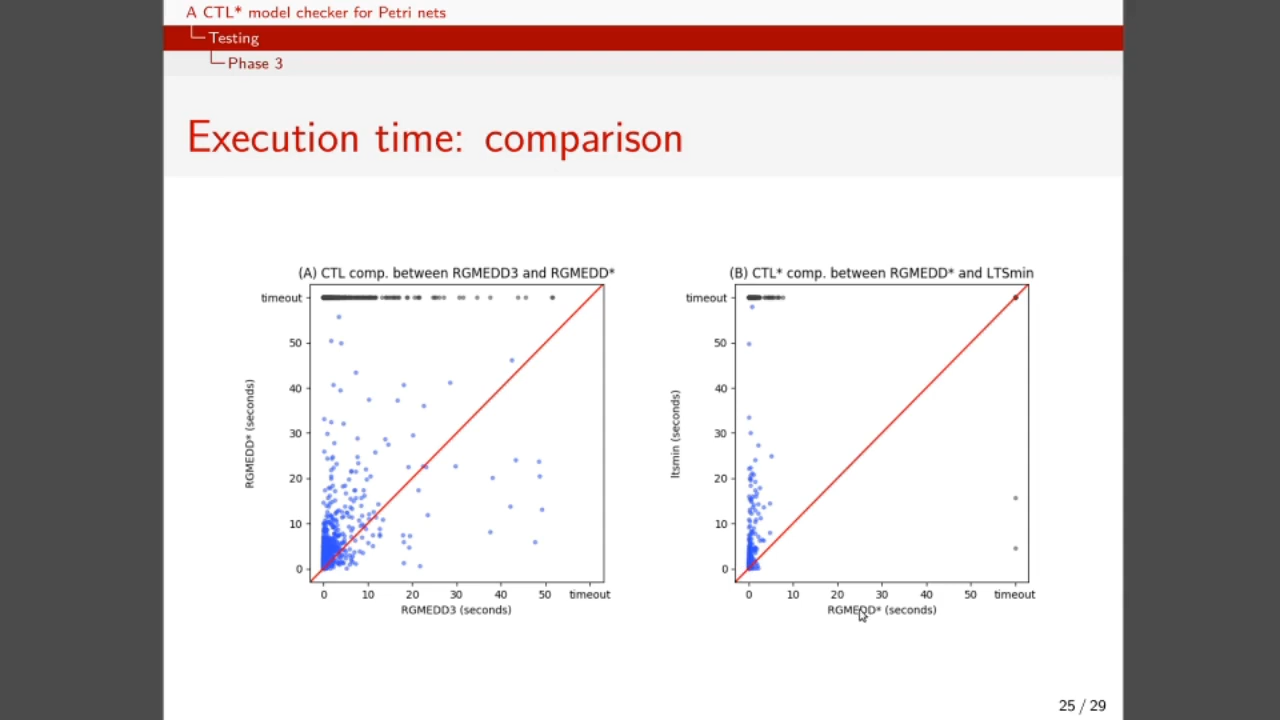 A CTL* model checker for Petri nets
Testing
Phase 3
Execution time: comparison
(A) CTL comp. between RGMEDD3 and RGMEDD*
timeout
50
40
30
20
10
0
RGMEDD* (seconds)
0 10 20 30 40 50 timeout
RGMEDD3 (seconds)
(B) CTL* comp. between RGMEDD* and LTSmin
timeout
50
40
30
20
10
0
ltsmin (seconds)
0 10 20 30 40 50 timeout
RGMEDD* (seconds)
25 / 29